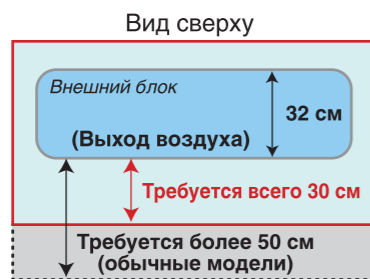 Вид сверху
Внешний блок
32 см
(Выход воздуха)
Требуется всего 30 см
Требуется более 50 см
(обычные модели)